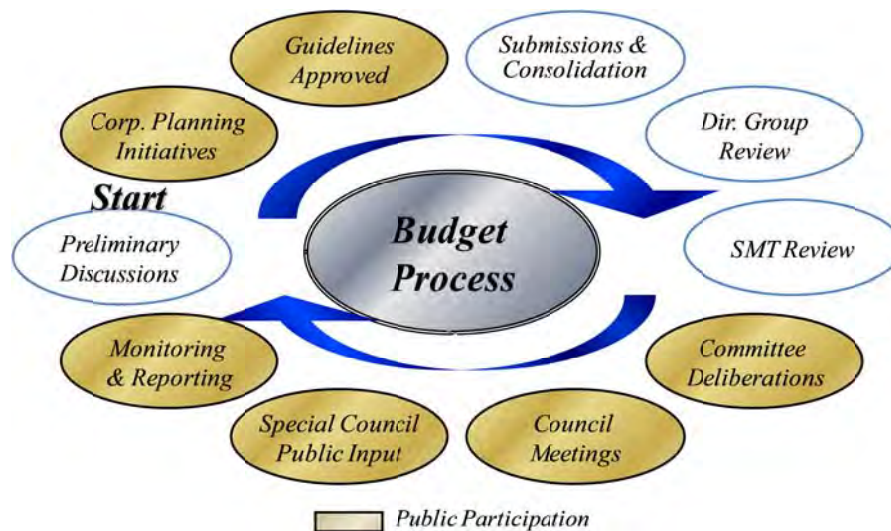 Guidelines
Approved
Submissions &
Consolidation
Corp. Planning
Initiatives
Dir. Group
Review
Start
Preliminary
Discussions
Budget
Process
SMT Review
Monitoring
& Reporting
Committee
Deliberations
Special Council
Public Input
Council
Meetings
Public Participation